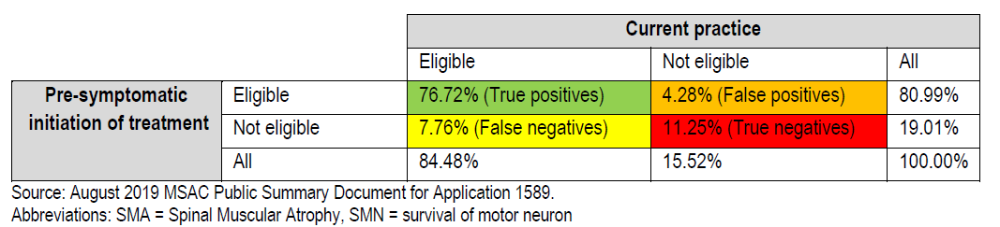 Current practice
Eligible Not eligible All
Pre-symptomatic initiation of treatment
Eligible 76.72% (True positives) 4.28% (False positives) 80.99%
Not eligible 7.76% (False negatives) 11.25% (True negatives) 19.01%
All 84.48% 15.52% 100.00%
Source: August 2019 MSAC Public Summary Document for Application 1589.
Abbreviations: SMA = Spinal Muscular Atrophy, SMN = survival of motor neuron